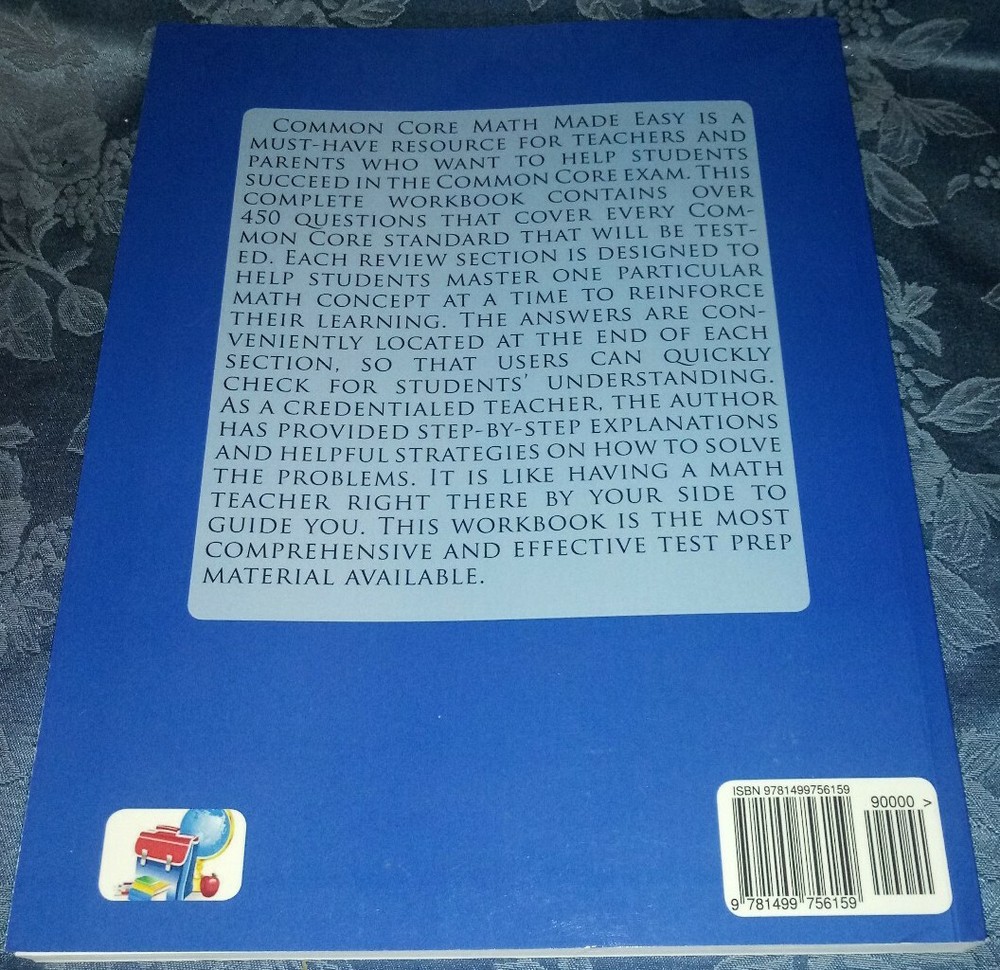 COMMON CORE MATH MADE EASY IS A
MUST-HAVE RESOURCE FOR TEACHERS AND
PARENTS WHO WANT TO HELP STUDENTS
SUCCEED IN THE COMMON CORE EXAM. THIS
COMPLETE WORKBOOK CONTAINS OVER
450 QUESTIONS THAT COVER EVERY COM-
MON CORE STANDARD THAT WILL BE TEST-
ED. EACH REVIEW SECTION IS DESIGNED TO
HELP STUDENTS MASTER ONE PARTICULAR
MATH CONCEPT AT A TIME TO REINFORCE
THEIR LEARNING. THE ANSWERS ARE CON-
VENIENTLY LOCATED AT THE END OF EACH
SECTION, SO THAT USERS CAN QUICKLY
CHECK FOR STUDENTS' UNDERSTANDING.
AS A CREDENTIALED TEACHER, THE AUTHOR
HAS PROVIDED STEP-BY-STEP EXPLANATIONS
AND HELPFUL STRATEGIES ON HOW TO SOLVE
THE PROBLEMS. IT IS LIKE HAVING A MATH
TEACHER RIGHT THERE BY YOUR SIDE TO
GUIDE YOU. THIS WORKBOOK IS THE MOST
COMPREHENSIVE AND EFFECTIVE TEST PREP
MATERIAL AVAILABLE.
ISBN 9781499756159
90000 >
9 781499 756159